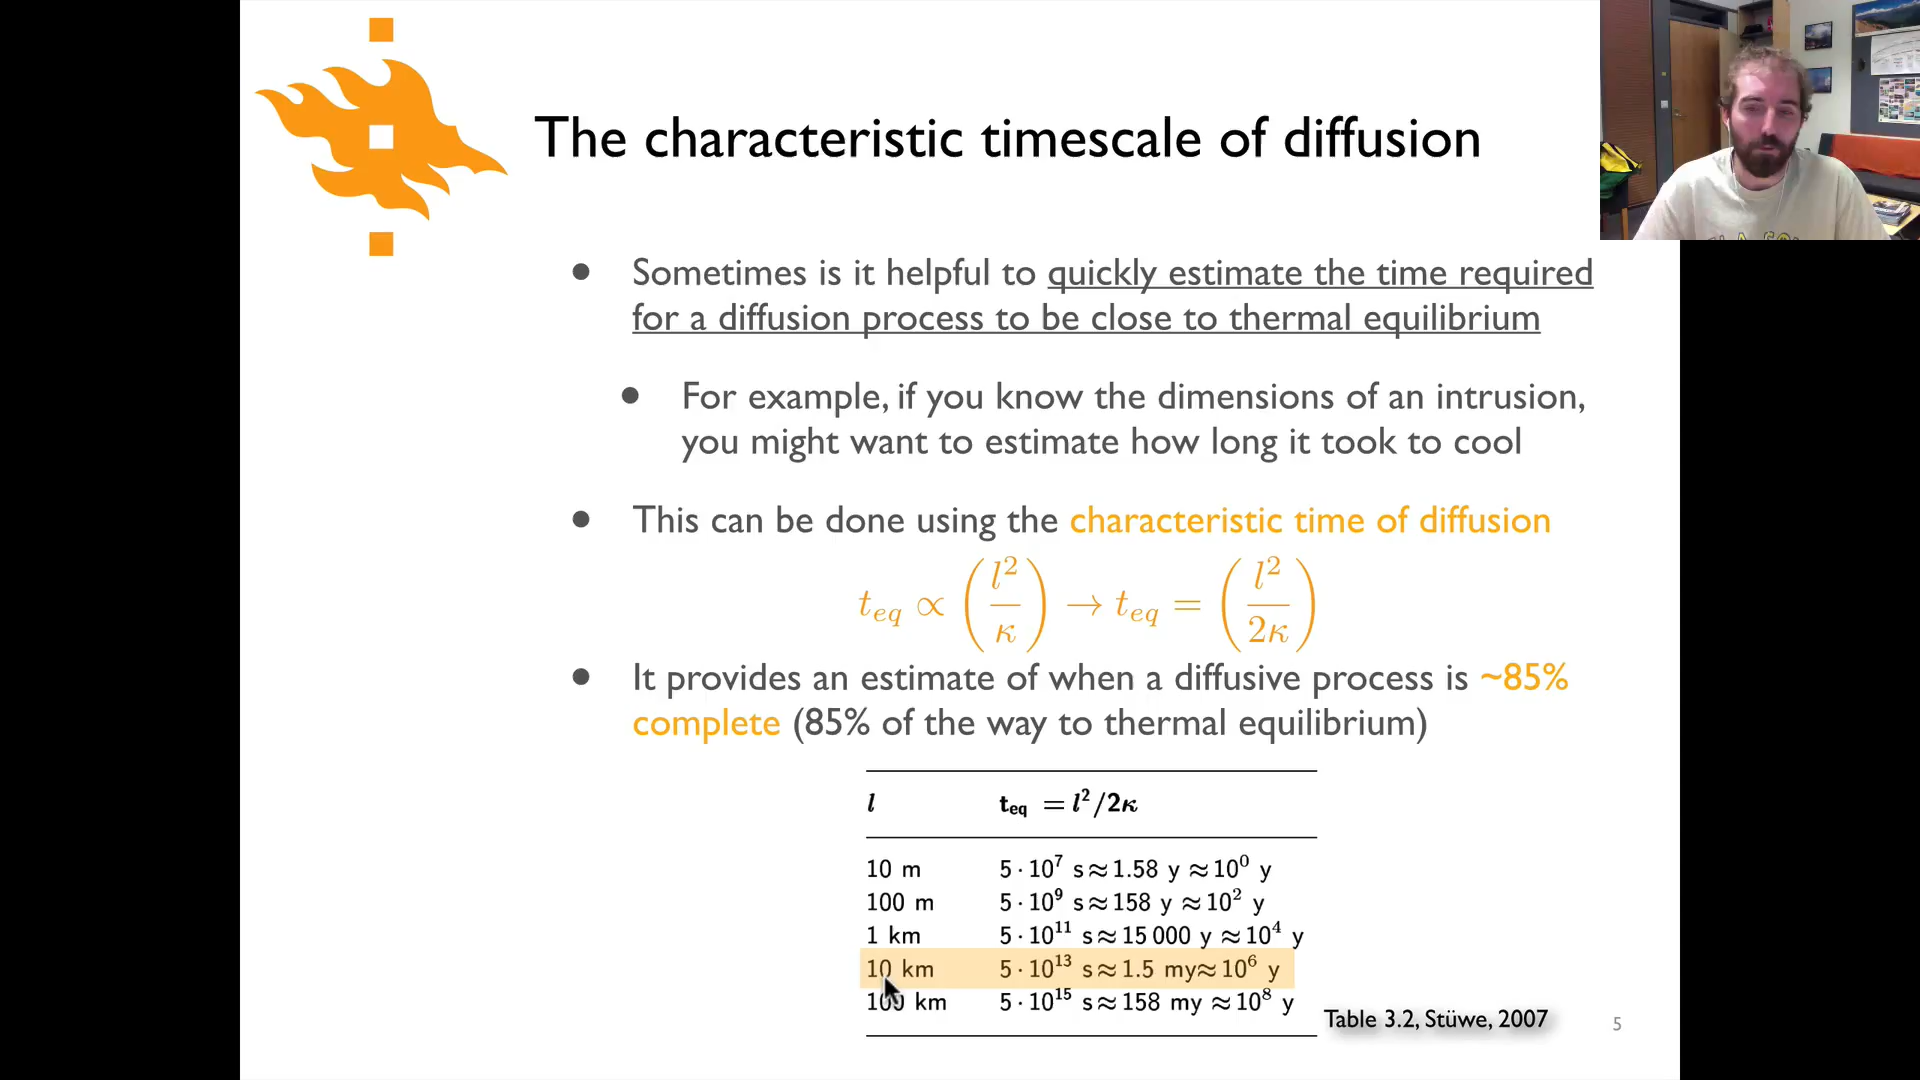 The characteristic timescale of diffusion
● Sometimes is it helpful to quickly estimate the time required
for a diffusion process to be close to thermal equilibrium
● For example, if you know the dimensions of an intrusion,
you might want to estimate how long it took to cool
● This can be done using the characteristic time of diffusion
t_{eq} ∝ (l²/κ) → t_{eq} = (l²/2κ)
● It provides an estimate of when a diffusive process is ~85%
complete (85% of the way to thermal equilibrium)
l t_{eq} = l²/2κ
10 m 5·10⁷ s≈1.58 y ≈10⁰ y
100 m 5·10⁹ s≈158 y ≈10² y
1 km 5·10¹¹ s≈15 000 y ≈10⁴ y
10 km 5·10¹³ s≈1.5 my≈10⁶ y
100 km 5·10¹⁵ s≈158 my ≈10⁸ y
Table 3.2, Stüwe, 2007
5